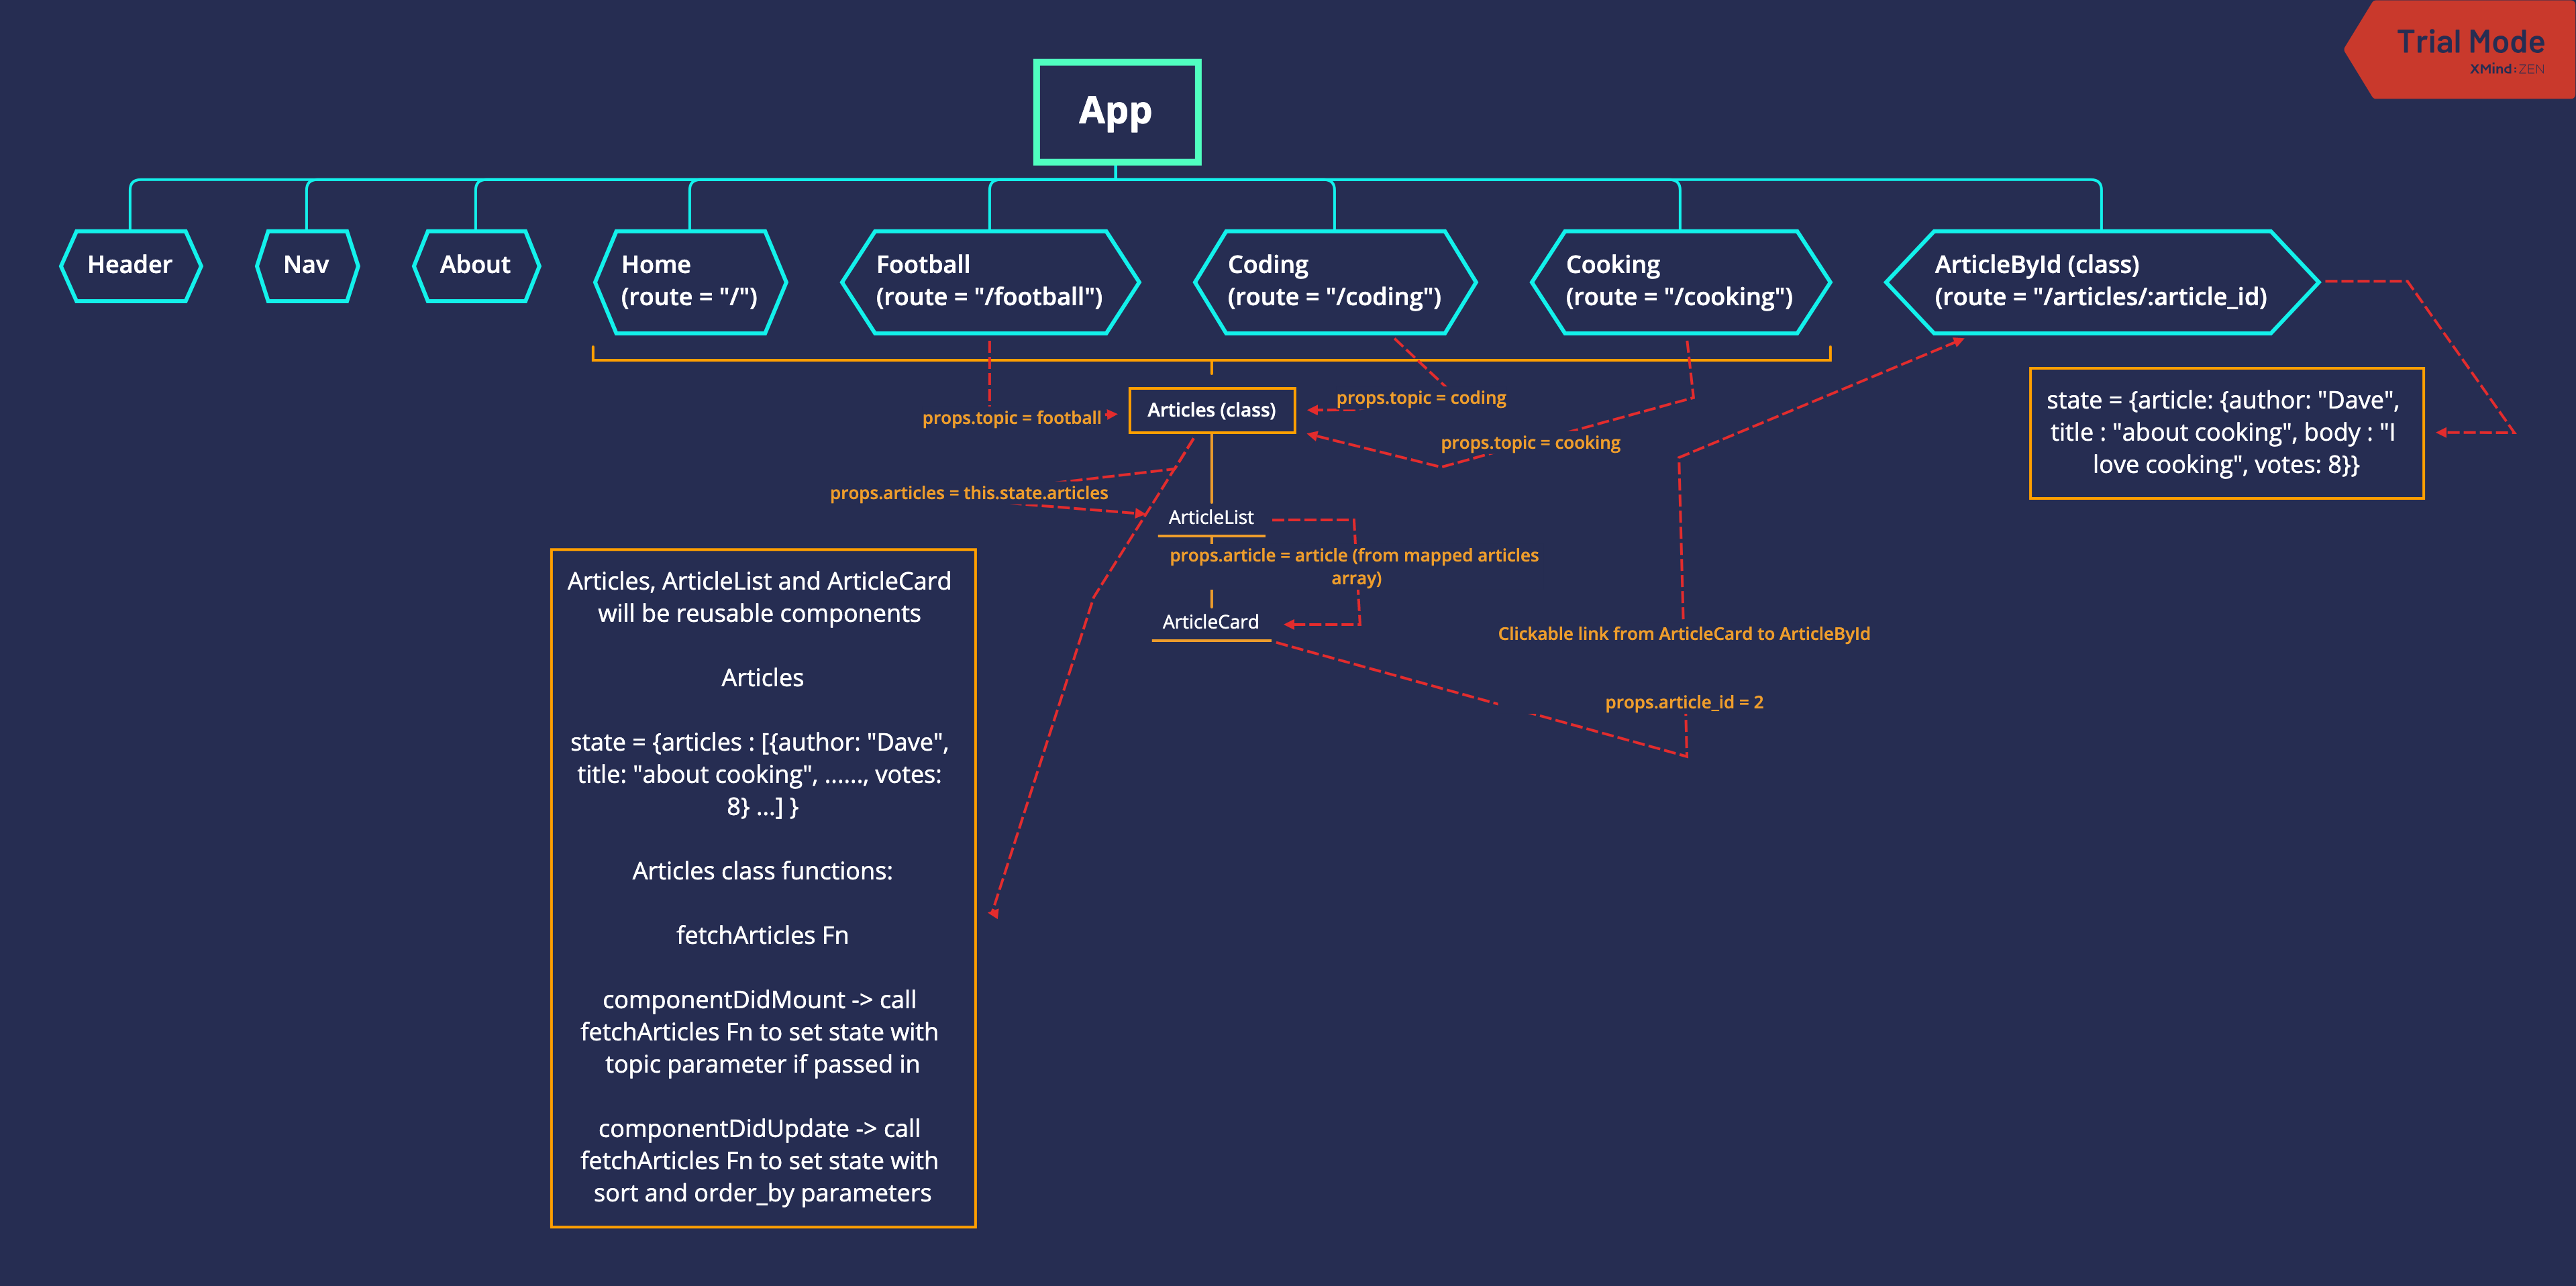 Trial Mode
XMind:ZEN
App
Header
Nav
About
Home
(route = "/")
Football
(route = "/football")
Coding
(route = "/coding")
Cooking
(route = "/cooking")
ArticleById (class)
(route = "/articles/:article_id)
props.topic = football
Articles (class)
props.topic = coding
props.topic = cooking
state = {article: {author: "Dave",
title : "about cooking", body : "I
love cooking", votes: 8}}
props.articles = this.state.articles
ArticleList
props.article = article (from mapped articles
array)
ArticleCard
Clickable link from ArticleCard to ArticleById
props.article_id = 2
Articles, ArticleList and ArticleCard
will be reusable components
Articles
state = {articles : [{author: "Dave",
title: "about cooking", ......, votes:
8} ...] }
Articles class functions:
fetchArticles Fn
componentDidMount -> call
fetchArticles Fn to set state with
topic parameter if passed in
componentDidUpdate -> call
fetchArticles Fn to set state with
sort and order_by parameters